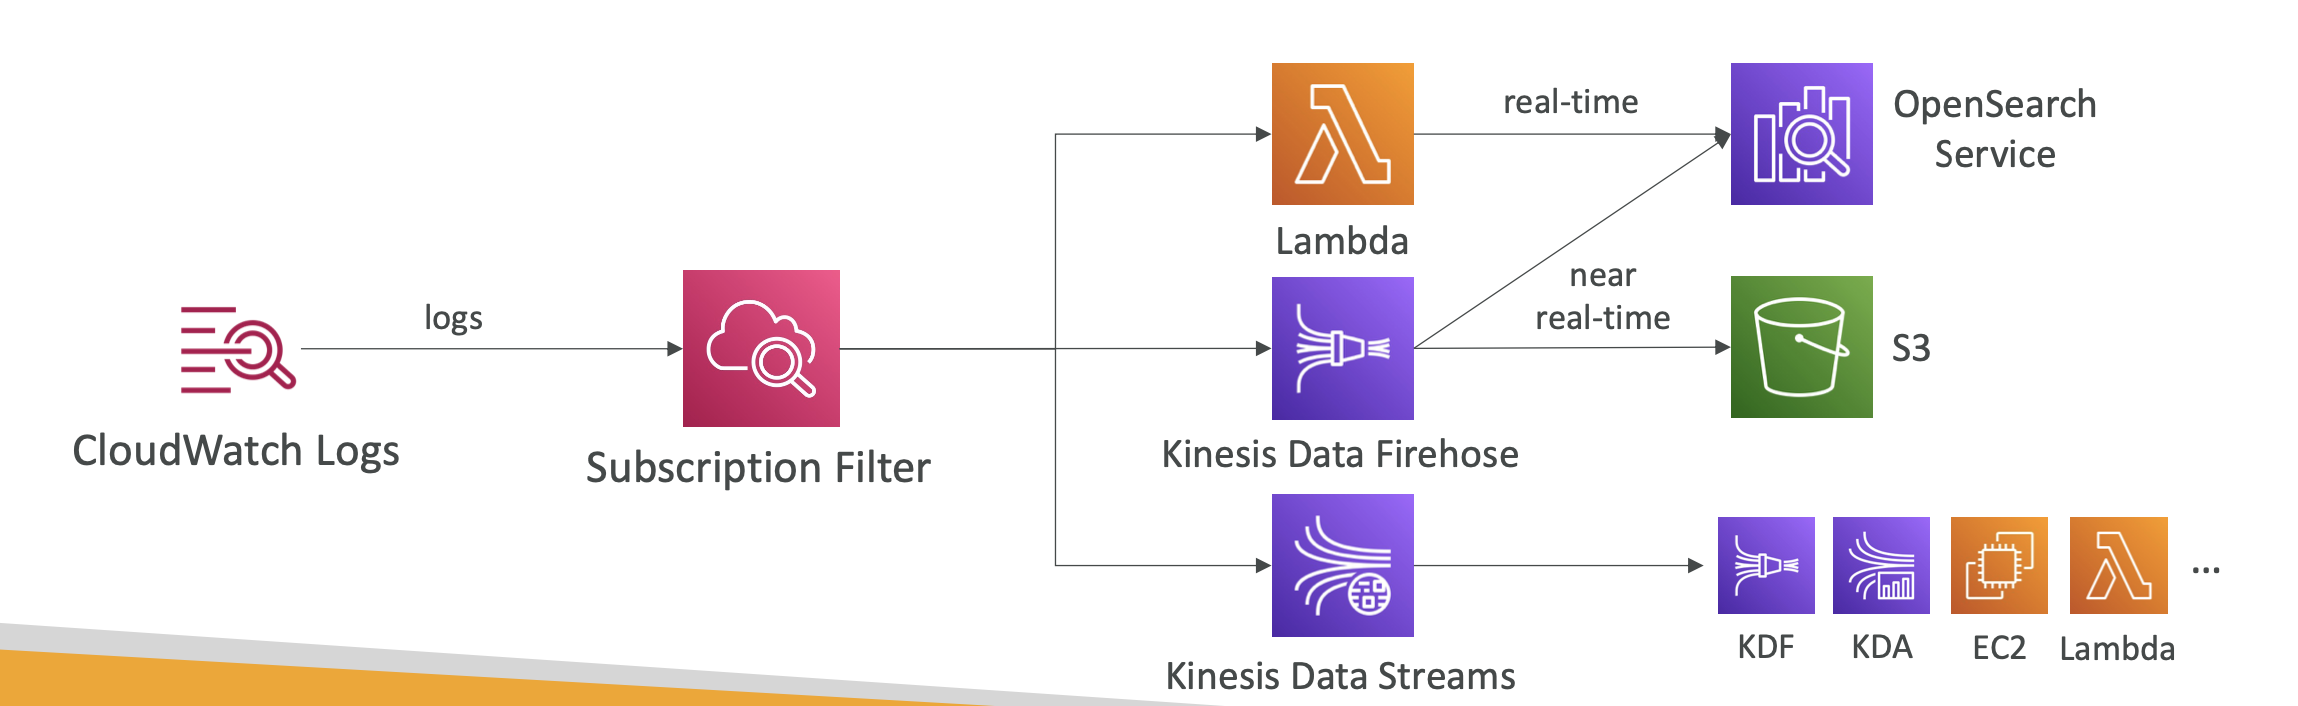 real-time
OpenSearch
Service
Lambda
near
real-time
logs
S3
CloudWatch Logs
Subscription Filter
Kinesis Data Firehose
...
KDF
KDA
EC2
Lambda
Kinesis Data Streams